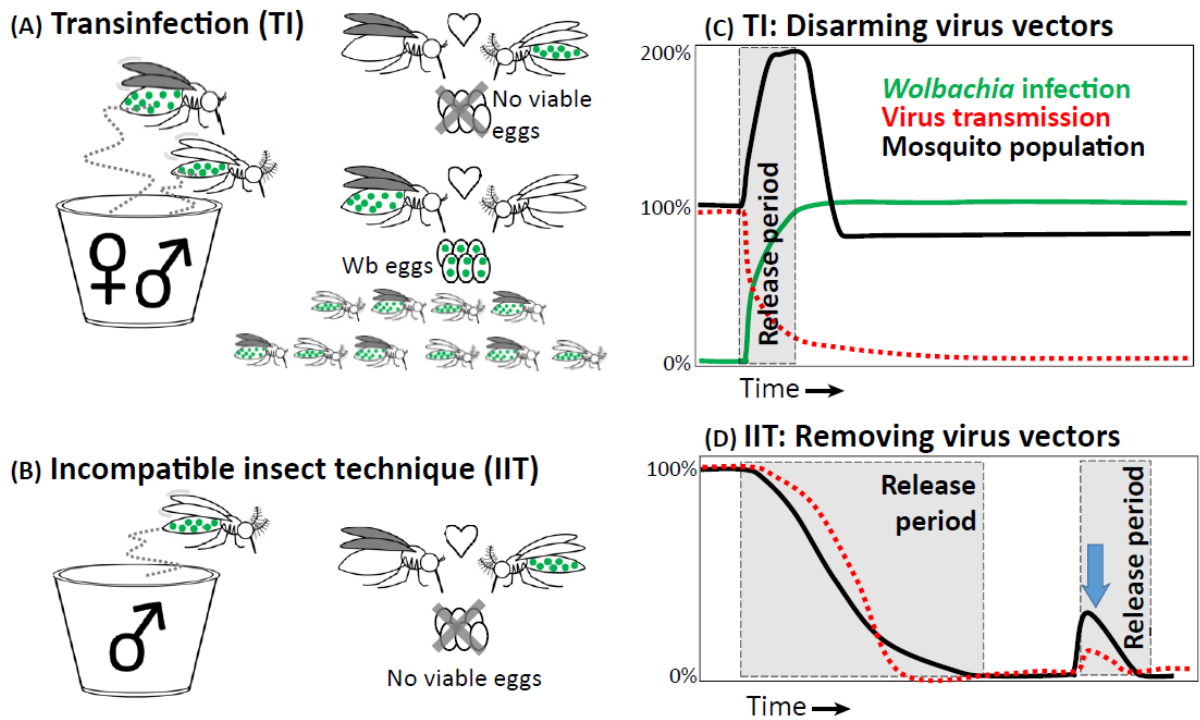 (A) Transinfection (TI)
No viable
eggs
Wb eggs
♀♂
(B) Incompatible insect technique (IIT)
♂
No viable eggs
(C) TI: Disarming virus vectors
200%
100%
0%
Wolbachia infection
Virus transmission
Mosquito population
Release period
Time
(D) IIT: Removing virus vectors
100%
0%
Release
period
Release period
Time